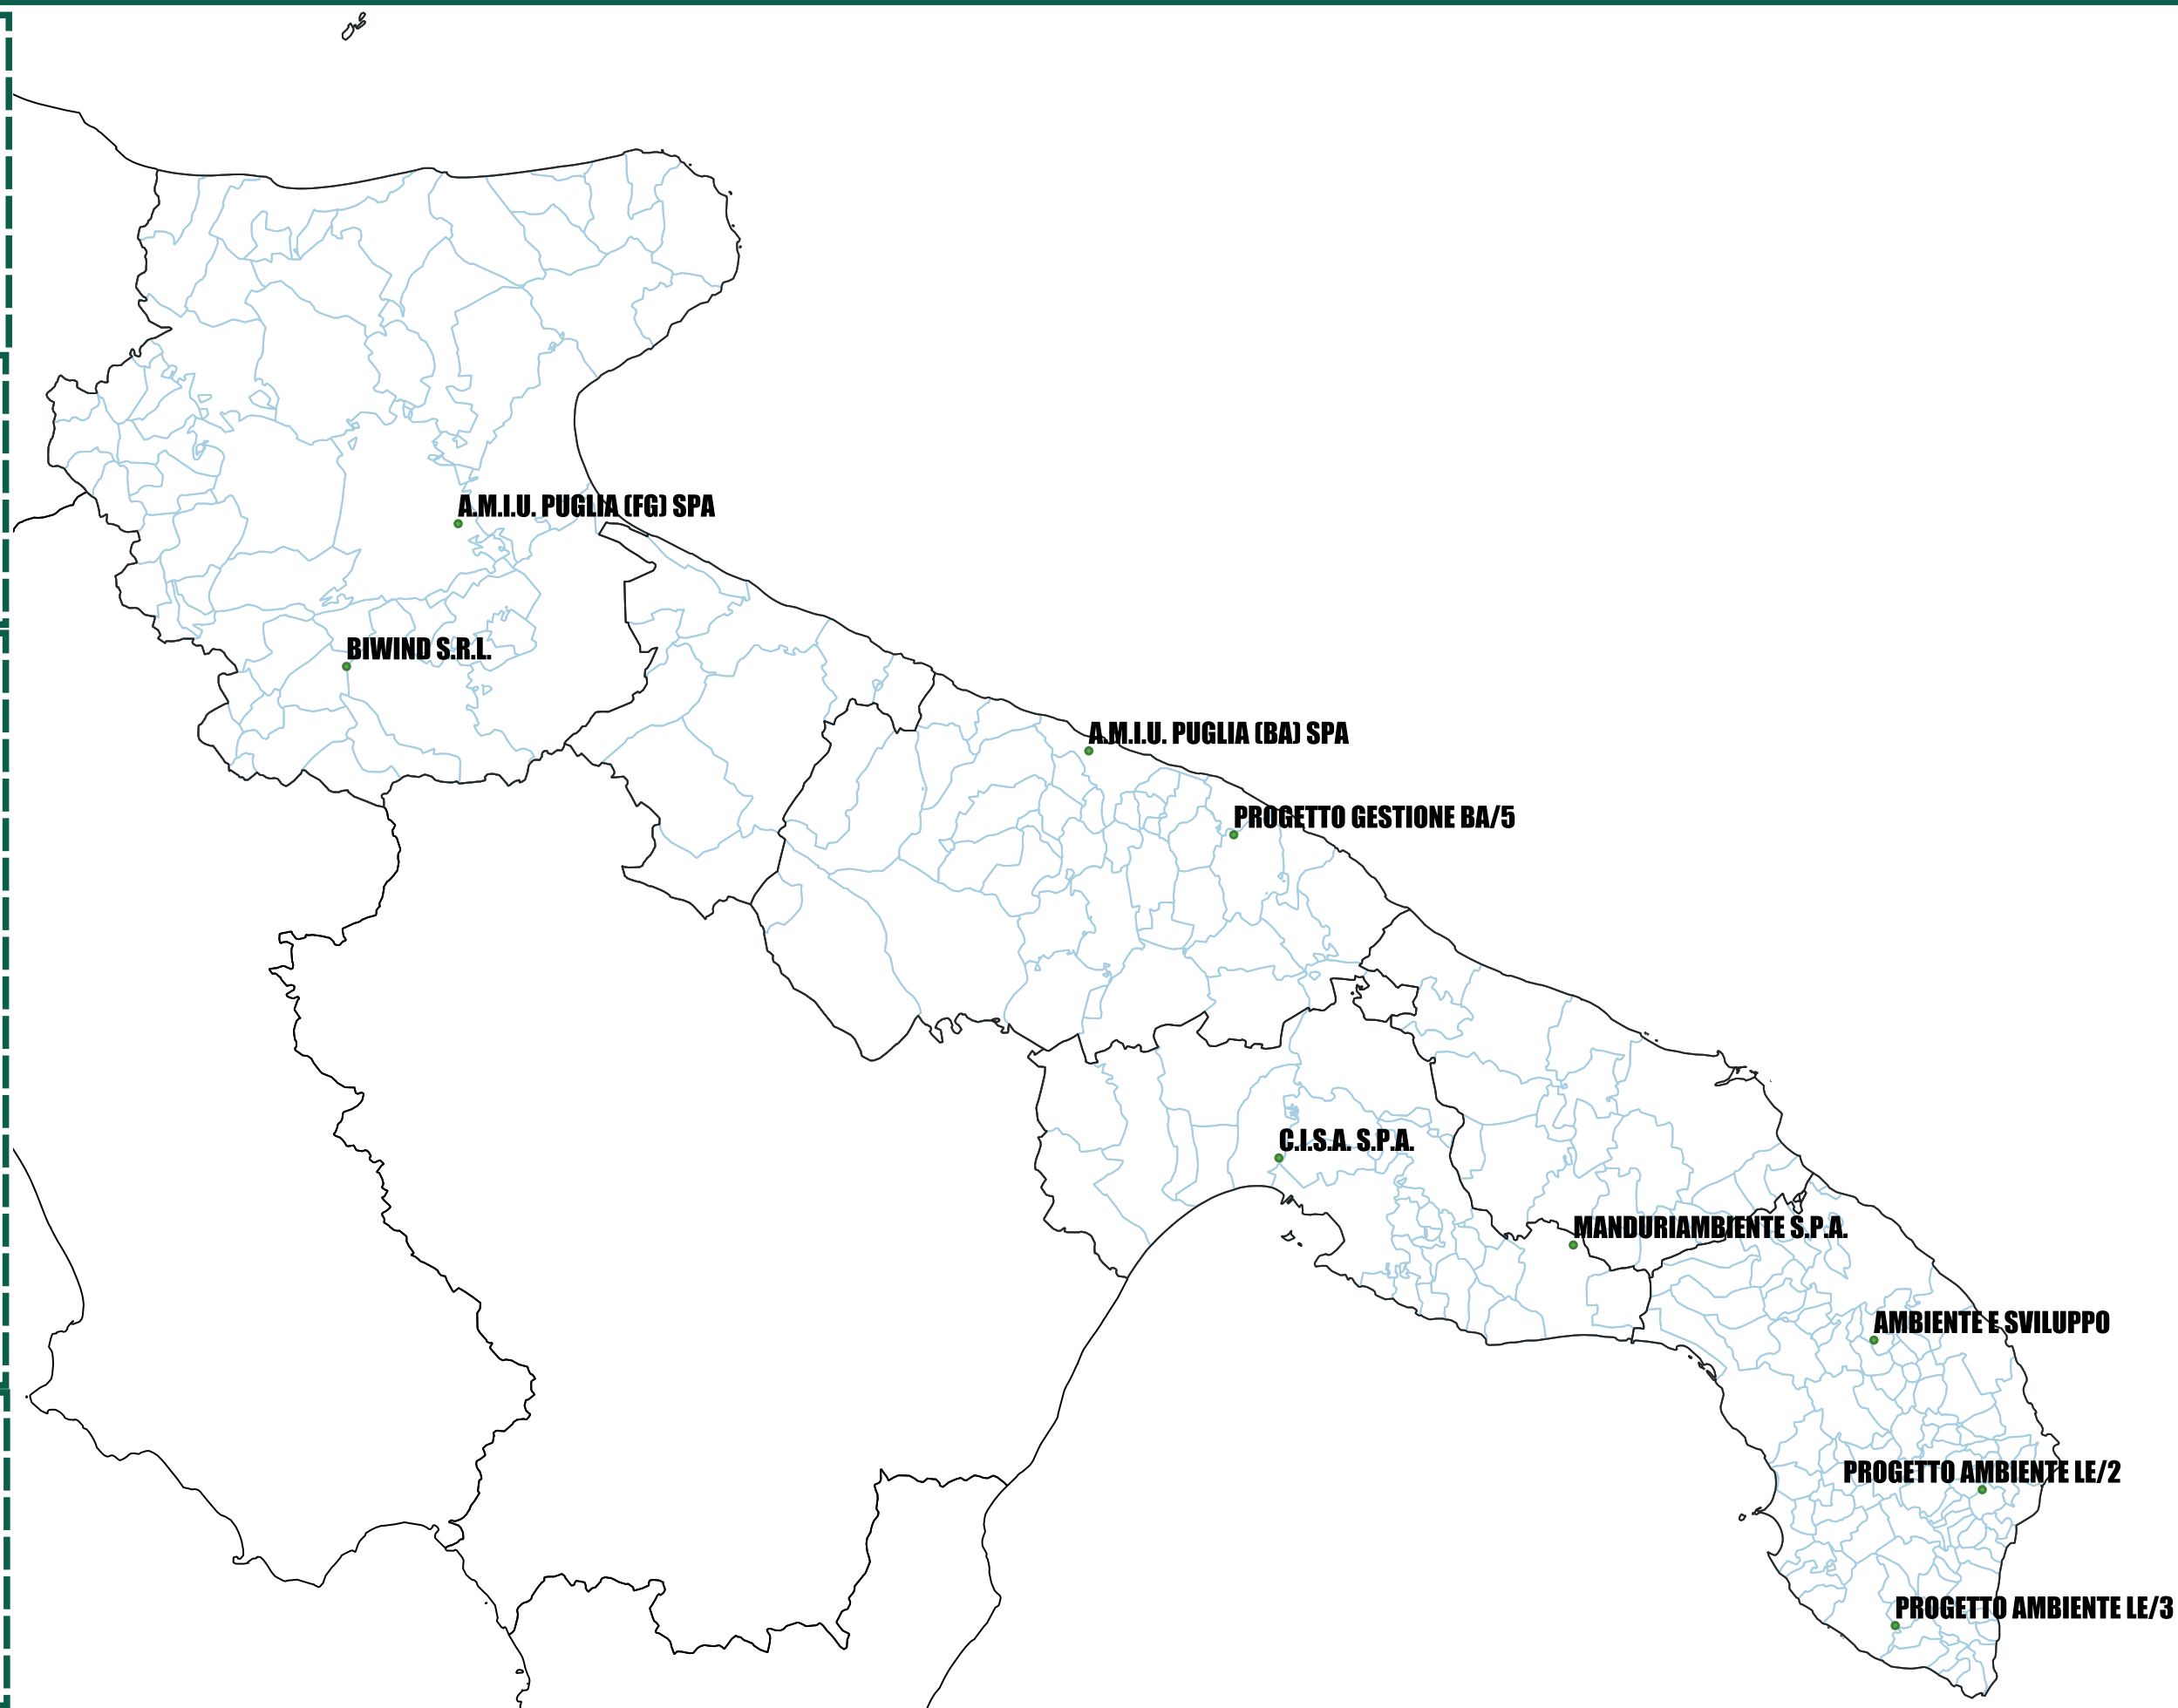 A.M.I.U. PUGLIA (FG) SPA
BIWIND S.R.L.
A.M.I.U. PUGLIA (BA) SPA
PROGETTO GESTIONE BA/5
C.I.S.A. S.P.A.
MANDURIAMBIENTE S.P.A.
AMBIENTE E SVILUPPO
PROGETTO AMBIENTE LE/2
PROGETTO AMBIENTE LE/3